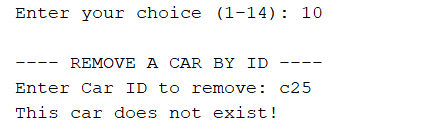 Enter your choice (1-14): 10
---- REMOVE A CAR BY ID ----
Enter Car ID to remove: c25
This car does not exist!